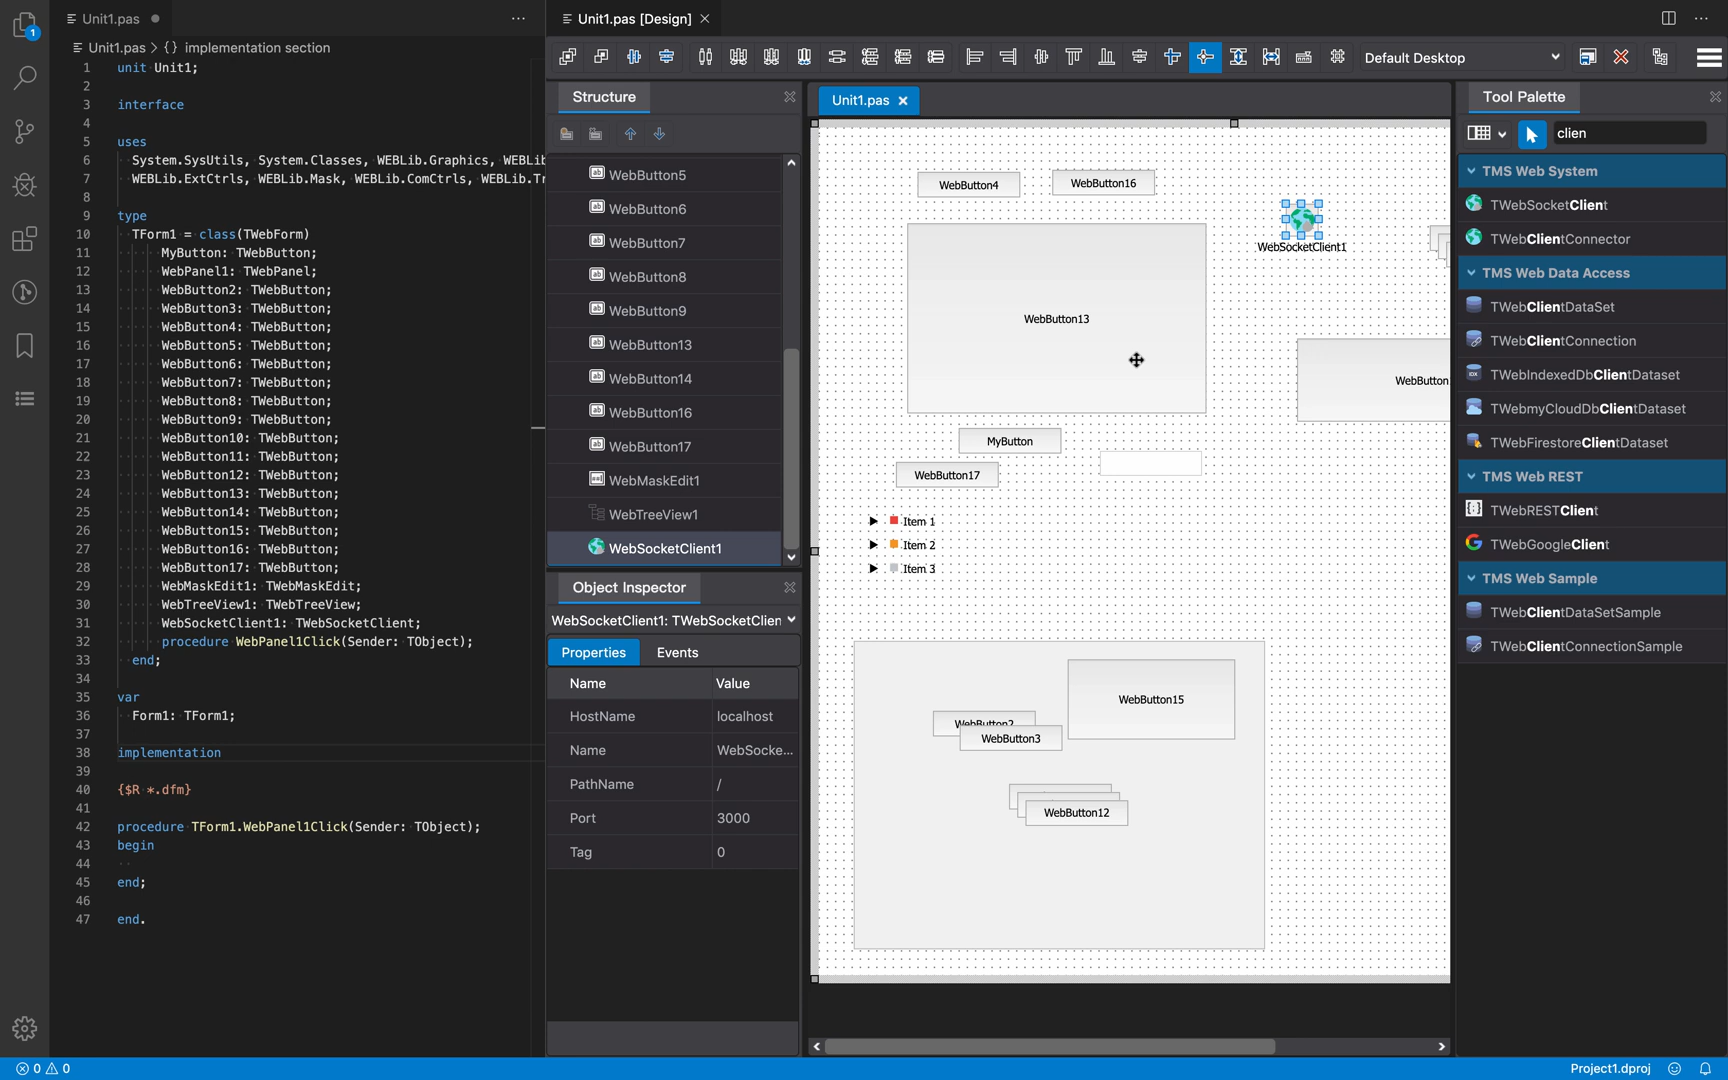 Unit1.pas
Unit1.pas > {} implementation section
1 unit Unit1;
2
3 interface
4
5 uses
6 System.SysUtils, System.Classes, WEBLib.Graphics, WEBLib
7 WEBLib.ExtCtrls, WEBLib.Mask, WEBLib.ComCtrls, WEBLib.Tr
8
9 type
10 TForm1 = class(TWebForm)
11 MyButton: TWebButton;
12 WebPanel1: TWebPanel;
13 WebButton2: TWebButton;
14 WebButton3: TWebButton;
15 WebButton4: TWebButton;
16 WebButton5: TWebButton;
17 WebButton6: TWebButton;
18 WebButton7: TWebButton;
19 WebButton8: TWebButton;
20 WebButton9: TWebButton;
21 WebButton10: TWebButton;
22 WebButton11: TWebButton;
23 WebButton12: TWebButton;
24 WebButton13: TWebButton;
25 WebButton14: TWebButton;
26 WebButton15: TWebButton;
27 WebButton16: TWebButton;
28 WebButton17: TWebButton;
29 WebMaskEdit1: TWebMaskEdit;
30 WebTreeView1: TWebTreeView;
31 WebSocketClient1: TWebSocketClient;
32 procedure WebPanel1Click(Sender: TObject);
33 end;
34
35 var
36 Form1: TForm1;
37
38 implementation
39
40 {$R *.dfm}
41
42 procedure TForm1.WebPanel1Click(Sender: TObject);
43 begin
44
45 end;
46
47 end.
Unit1.pas [Design]
Default Desktop
Structure
WebButton5
WebButton6
WebButton7
WebButton8
WebButton9
WebButton13
WebButton14
WebButton16
WebButton17
WebMaskEdit1
WebTreeView1
WebSocketClient1
Object Inspector
WebSocketClient1: TWebSocketClien
Properties Events
Name Value
HostName localhost
Name WebSocke...
PathName /
Port 3000
Tag 0
Unit1.pas
WebButton4
WebButton16
WebSocketClient1
WebButton13
WebButton
MyButton
WebButton17
Item 1
Item 2
Item 3
WebButton15
WebButton2
WebButton3
WebButton12
Tool Palette
clien
TMS Web System
TWebSocketClient
TWebClientConnector
TMS Web Data Access
TWebClientDataSet
TWebClientConnection
TWebIndexedDbClientDataset
TWebmyCloudDbClientDataset
TWebFirestoreClientDataset
TMS Web REST
TWebRESTClient
TWebGoogleClient
TMS Web Sample
TWebClientDataSetSample
TWebClientConnectionSample
1
0 0
Project1.dproj